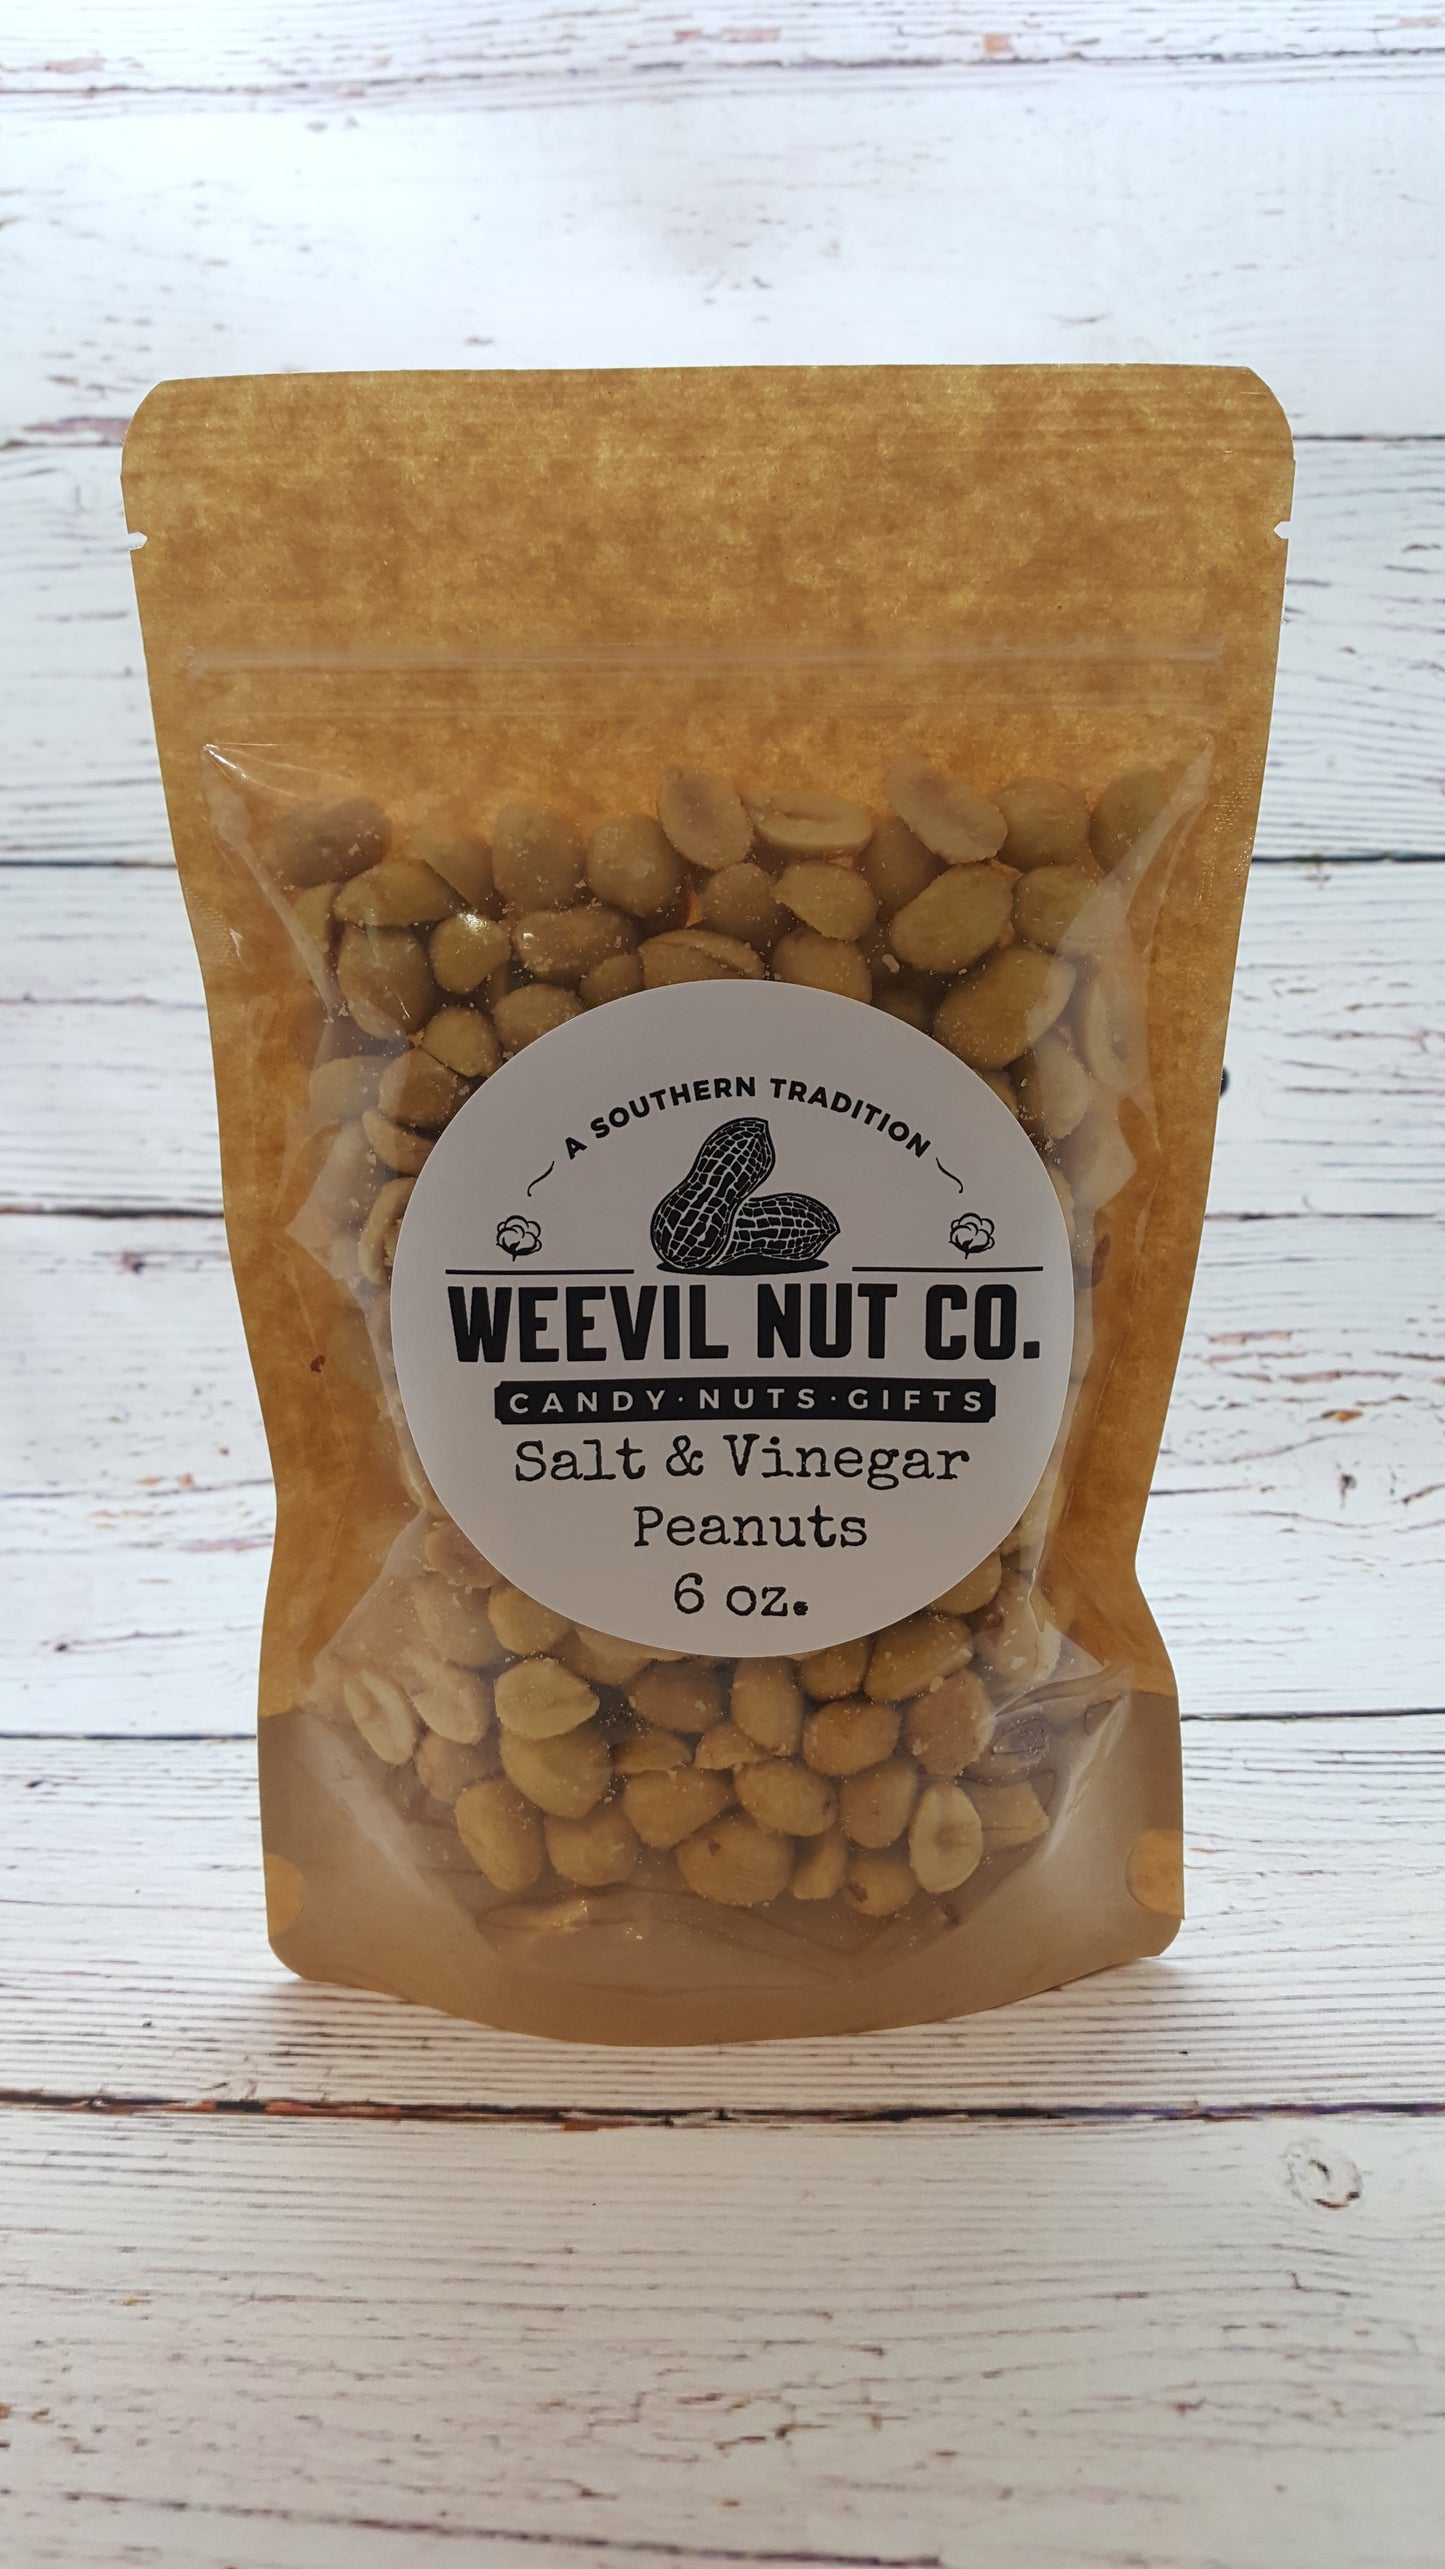 A SOUTHERN TRADITION
WEEVIL NUT CO.
CANDY·NUTS·GIFTS
Salt & Vinegar
Peanuts
6 oz.